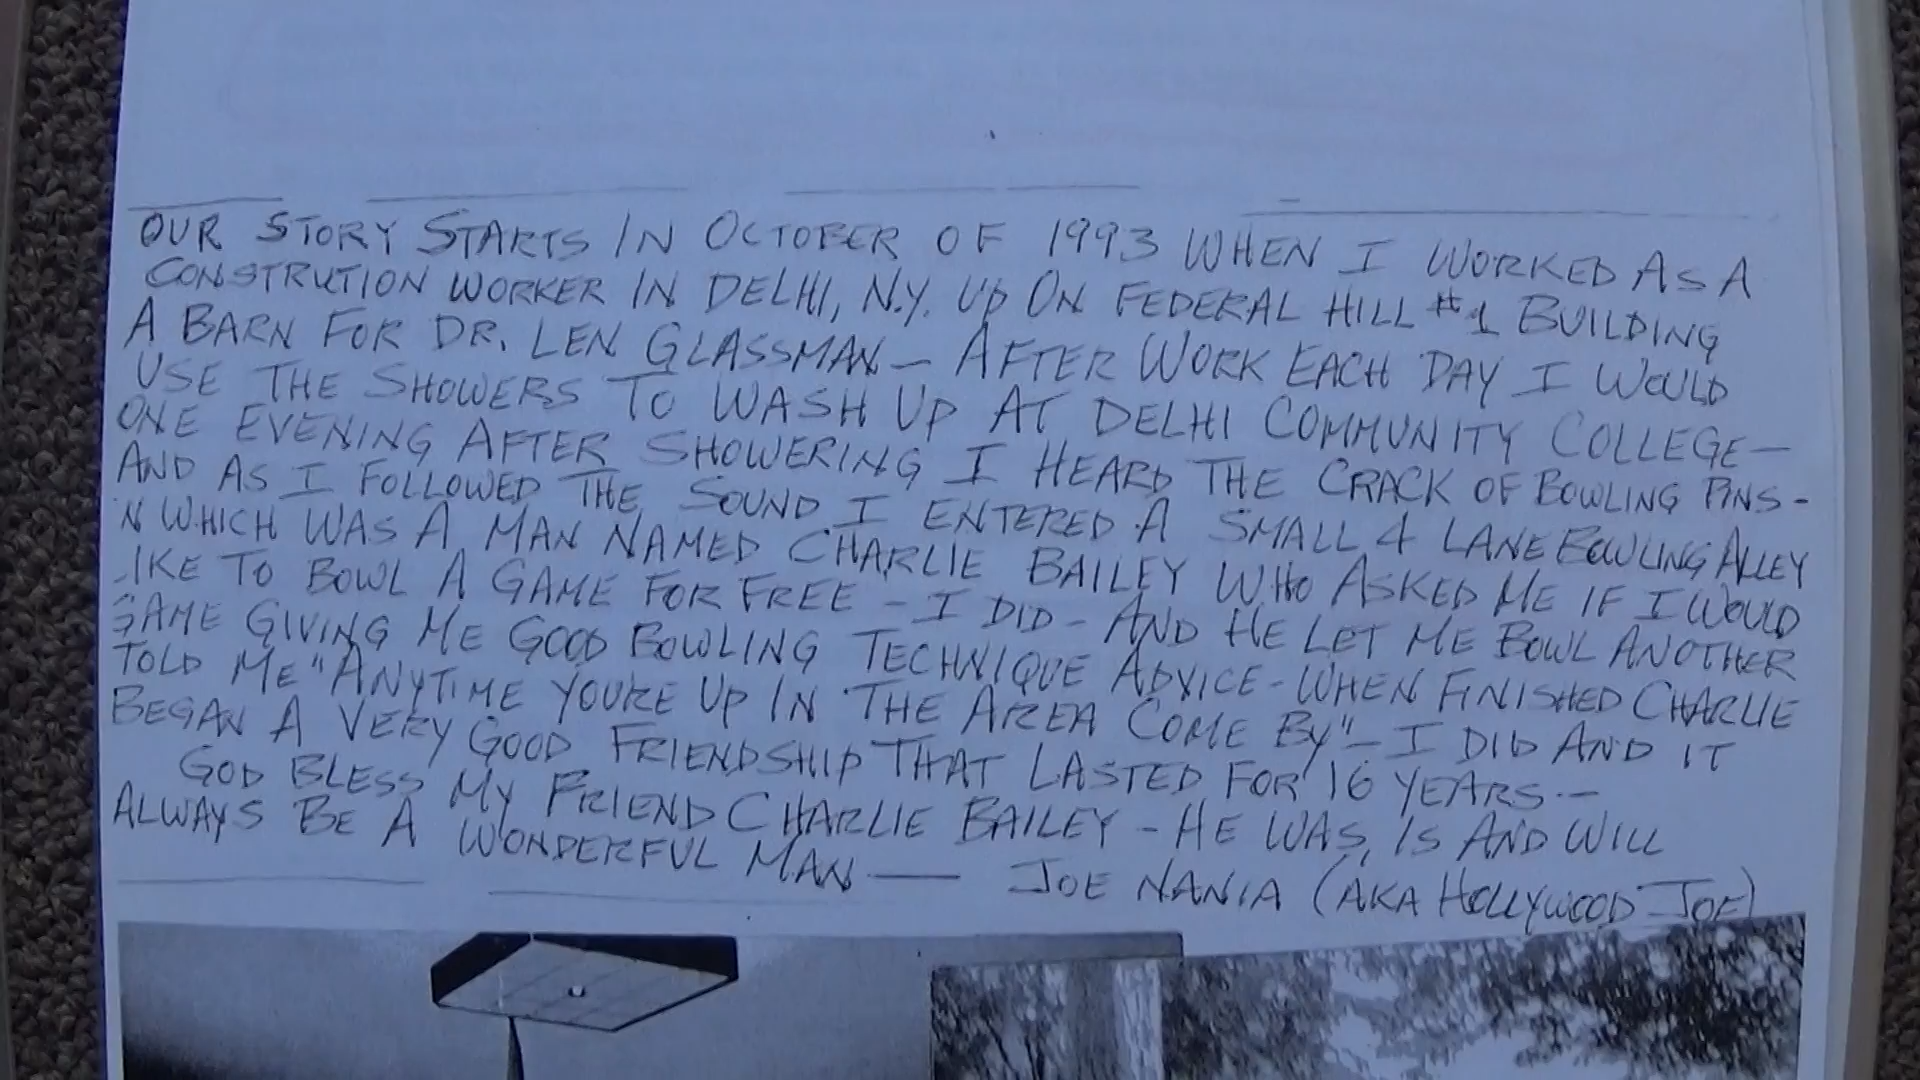 OUR STORY STARTS IN OCTOBER OF 1993 WHEN I WORKED AS A
CONSTRUTION WORKER IN DELHI, N.Y. UP ON FEDERAL HILL #1 BUILDING
A BARN FOR DR. LEN GLASSMAN — AFTER WORK EACH DAY I WOULD
USE THE SHOWERS TO WASH UP AT DELHI COMMUNITY COLLEGE —
ONE EVENING AFTER SHOWERING I HEARD THE CRACK OF BOWLING PINS -
AND AS I FOLLOWED THE SOUND I ENTERED A SMALL 4 LANE BOWLING ALLEY
N WHICH WAS A MAN NAMED CHARLIE BAILEY WHO ASKED ME IF I WOULD
LIKE TO BOWL A GAME FOR FREE - I DID - AND HE LET ME BOWL ANOTHER
GAME GIVING ME GOOD BOWLING TECHNIQUE ADVICE - WHEN FINISHED CHARLIE
TOLD ME "ANYTIME YOU'RE UP IN THE AREA COME BY" — I DID AND IT
BEGAN A VERY GOOD FRIENDSHIP THAT LASTED FOR 16 YEARS —
GOD BLESS MY FRIEND CHARLIE BAILEY - HE WAS, IS AND WILL
ALWAYS BE A WONDERFUL MAN — JOE NANIA (AKA HOLLYWOOD JOE)